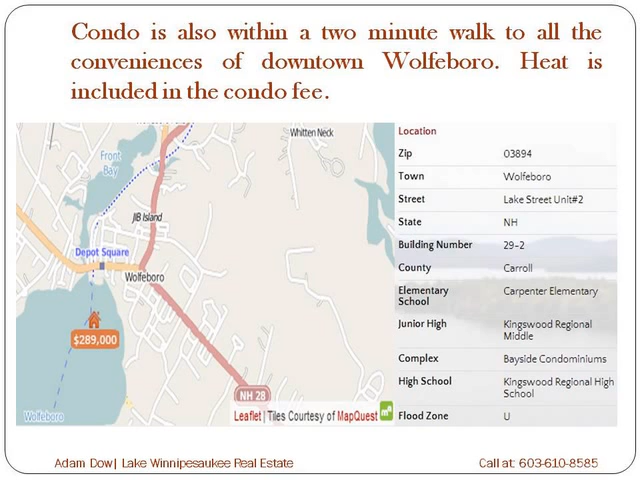 Condo is also within a two minute walk to all the
conveniences of downtown Wolfeboro. Heat is
included in the condo fee.
Whitten Neck
Front
Bay
JIB Island
Depot Square
Wolfeboro
$289,000
NH 28
Wolfeboro
Leaflet | Tiles Courtesy of MapQuest
Location
Zip 03894
Town Wolfeboro
Street Lake Street Unit#2
State NH
Building Number 29-2
County Carroll
Elementary Carpenter Elementary
School
Junior High Kingswood Regional
Middle
Complex Bayside Condominiums
High School Kingswood Regional High
School
Flood Zone U
Adam Dow| Lake Winnipesaukee Real Estate
Call at: 603-610-8585